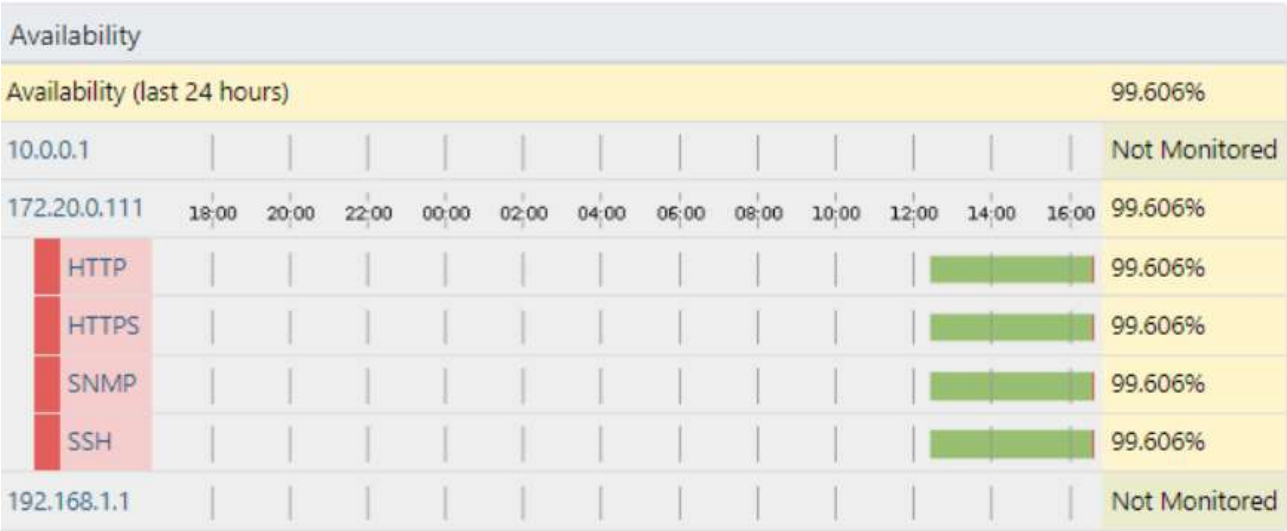 Availability
Availability (last 24 hours) 99.606%
10.0.0.1 Not Monitored
172.20.0.111 18:00 20:00 22:00 00:00 02:00 04:00 06:00 08:00 10:00 12:00 14:00 16:00 99.606%
HTTP 99.606%
HTTPS 99.606%
SNMP 99.606%
SSH 99.606%
192.168.1.1 Not Monitored